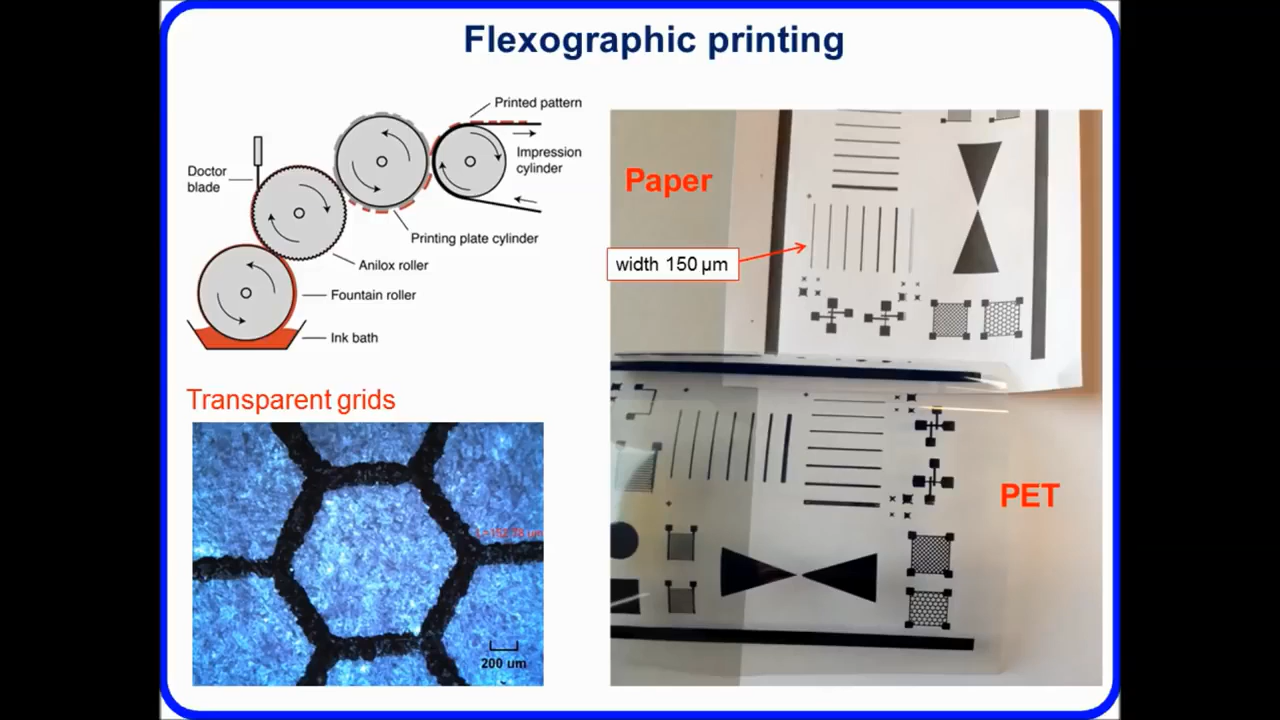 Flexographic printing
Printed pattern
Impression
cylinder
Doctor
blade
Printing plate cylinder
Anilox roller
Fountain roller
Ink bath
Paper
width 150 µm
Transparent grids
200 um
PET